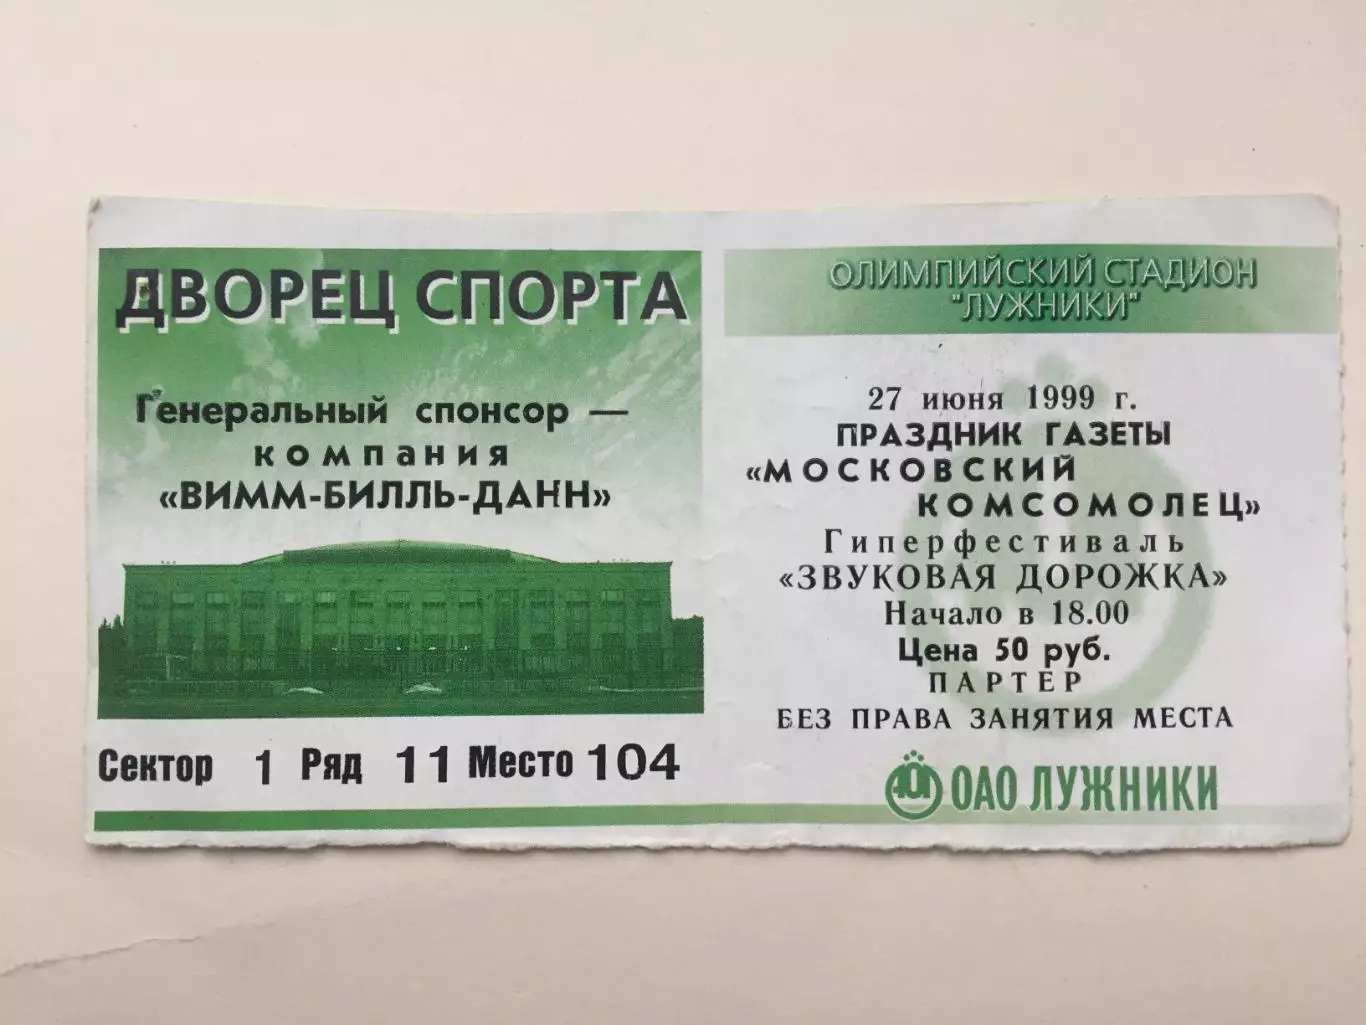 ДВОРЕЦ СПОРТА
Генеральный спонсор —
компания
«ВИММ-БИЛЛЬ-ДАНН»
Сектор 1 Ряд 11 Место 104
ОЛИМПИЙСКИЙ СТАДИОН
"ЛУЖНИКИ"
27 июня 1999 г.
ПРАЗДНИК ГАЗЕТЫ
«МОСКОВСКИЙ
КОМСОМОЛЕЦ»
Гиперфестиваль
«ЗВУКОВАЯ ДОРОЖКА»
Начало в 18.00
Цена 50 руб.
ПАРТЕР
БЕЗ ПРАВА ЗАНЯТИЯ МЕСТА
ОАО ЛУЖНИКИ